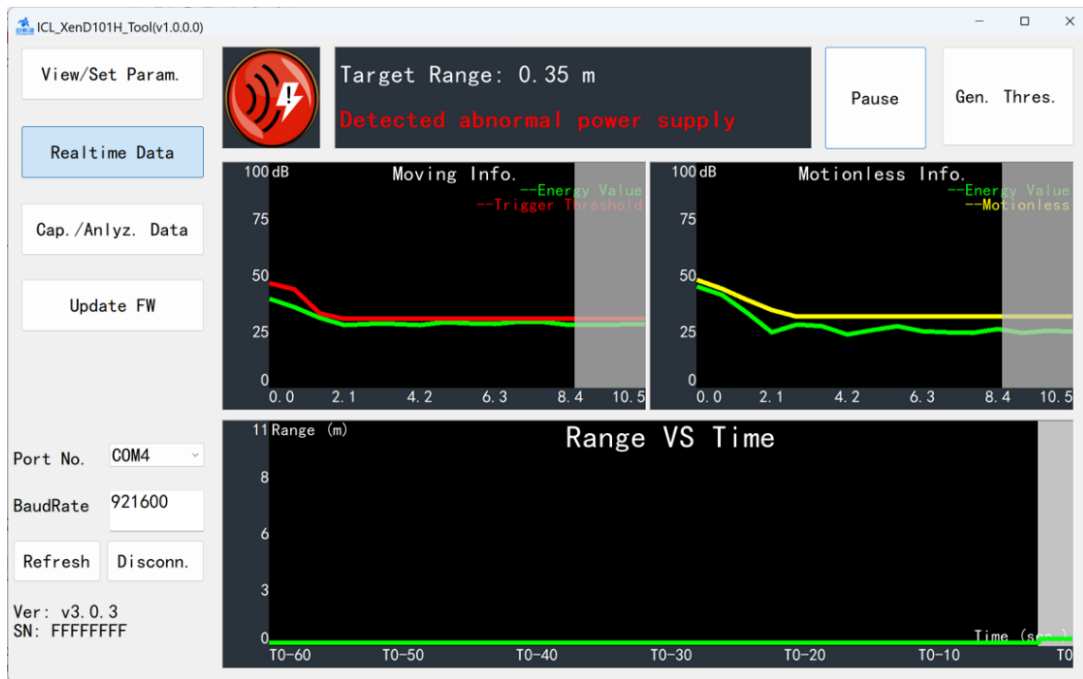 ICL_XenD101H_Tool(v1.0.0.0)
View/Set Param.
Realtime Data
Cap./Anlyz. Data
Update FW
Port No. COM4
BaudRate 921600
Refresh Disconn.
Ver: v3.0.3
SN: FFFFFFFF
Target Range: 0.35 m
Detected abnormal power supply
Pause
Gen. Thres.
100 dB Moving Info.
--Energy Value
--Trigger Threshold
75
50
25
0
0.0 2.1 4.2 6.3 8.4 10.5
100 dB Motionless Info.
--Energy Value
--Motionless
75
50
25
0
0.0 2.1 4.2 6.3 8.4 10.5
11 Range (m) Range VS Time
8
6
3
0
Time (sec.)
T0-60 T0-50 T0-40 T0-30 T0-20 T0-10 T0